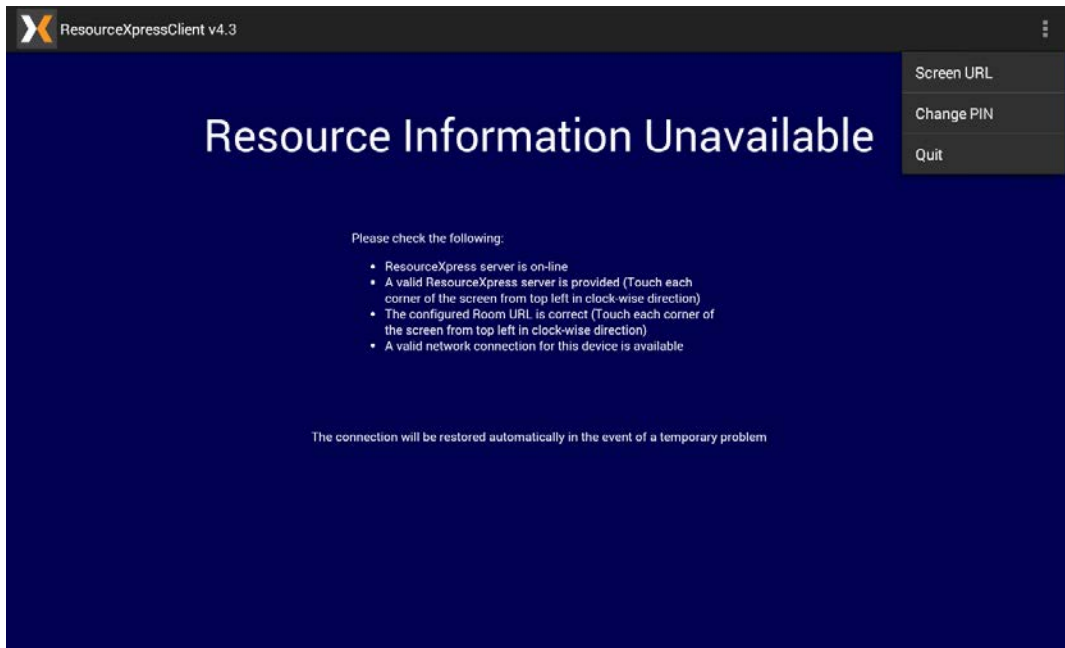 ResourceXpressClient v4.3
Screen URL
Change PIN
Quit
Resource Information Unavailable
Please check the following:
• ResourceXpress server is on-line
• A valid ResourceXpress server is provided (Touch each
corner of the screen from top left in clock-wise direction)
• The configured Room URL is correct (Touch each corner of
the screen from top left in clock-wise direction)
• A valid network connection for this device is available
The connection will be restored automatically in the event of a temporary problem